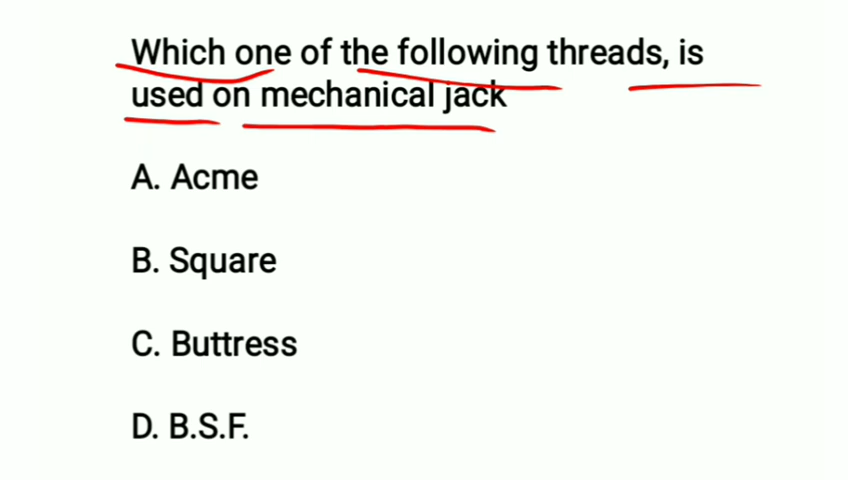 Which one of the following threads, is
used on mechanical jack
A. Acme
B. Square
C. Buttress
D. B.S.F.